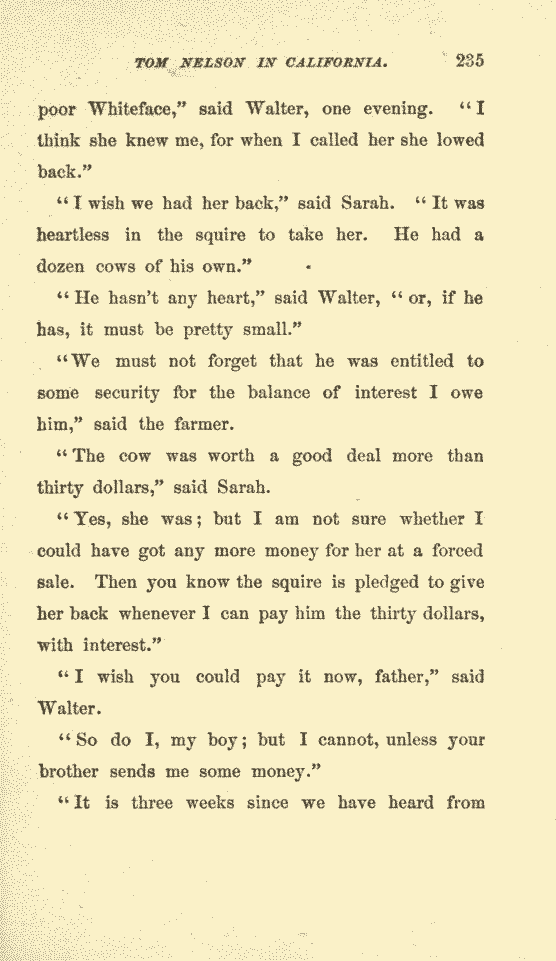 TOM NELSON IN CALIFORNIA. 235
poor Whiteface,” said Walter, one evening. “I
think she knew me, for when I called her she lowed
back.”
“I wish we had her back,” said Sarah. “It was
heartless in the squire to take her. He had a
dozen cows of his own.”
“He hasn't any heart,” said Walter, “or, if he
has, it must be pretty small.”
“We must not forget that he was entitled to
some security for the balance of interest I owe
him,” said the farmer.
“The cow was worth a good deal more than
thirty dollars,” said Sarah.
“Yes, she was; but I am not sure whether I
could have got any more money for her at a forced
sale. Then you know the squire is pledged to give
her back whenever I can pay him the thirty dollars,
with interest.”
“I wish you could pay it now, father,” said
Walter.
“So do I, my boy; but I cannot, unless your
brother sends me some money.”
“It is three weeks since we have heard from